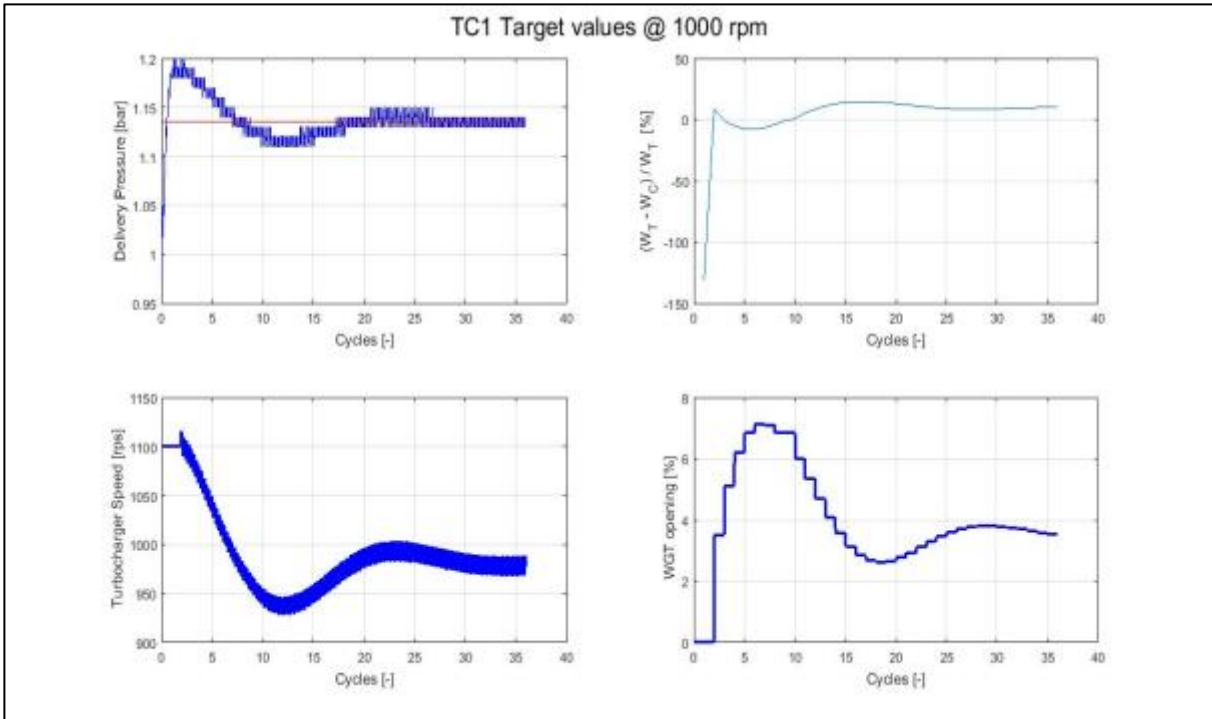 TC1 Target values @ 1000 rpm
Delivery Pressure [bar]
1.2
1.15
1.1
1.05
1
0.95
0 5 10 15 20 25 30 35 40
Cycles [-]
(W_T - W_C) / W_T [%]
50
0
-50
-100
-150
0 5 10 15 20 25 30 35 40
Cycles [-]
Turbocharger Speed [rps]
1150
1100
1050
1000
950
900
0 5 10 15 20 25 30 35 40
Cycles [-]
WGT opening [%]
8
6
4
2
0
0 5 10 15 20 25 30 35 40
Cycles [-]